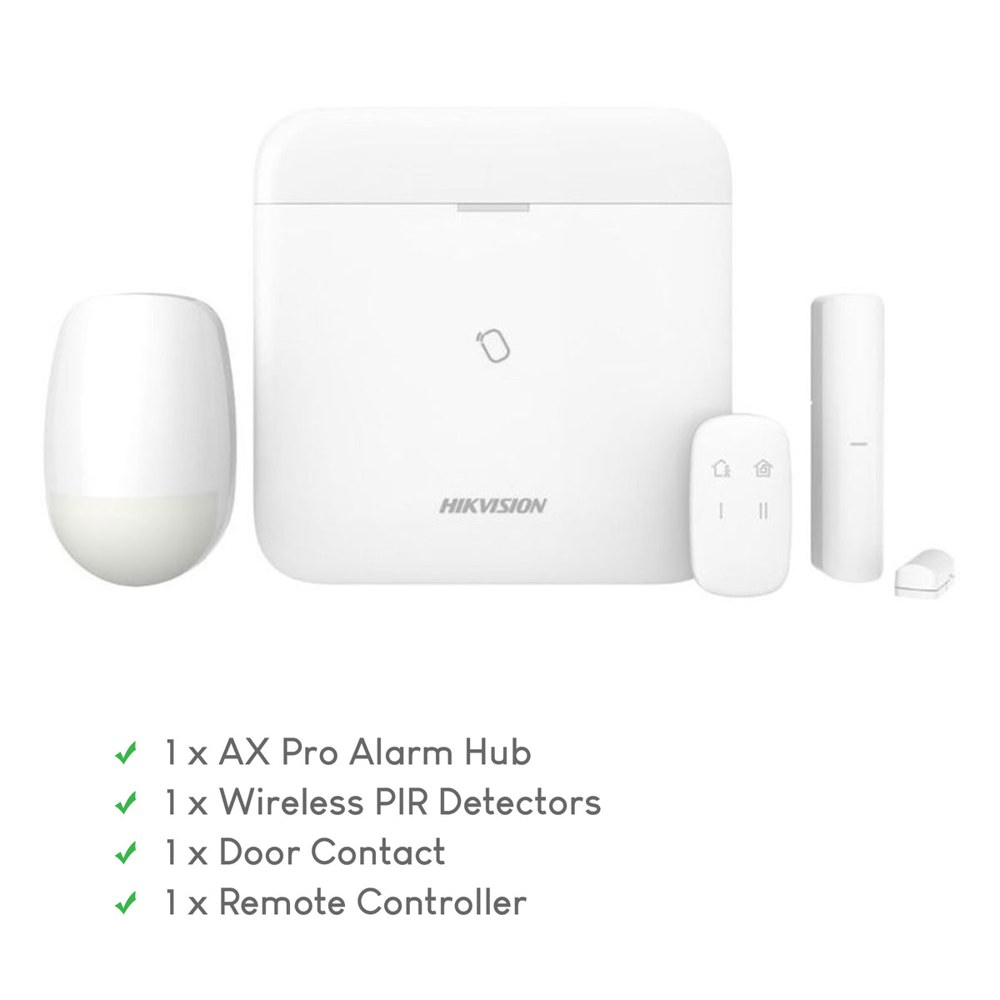 HIKVISION
I II
1 x AX Pro Alarm Hub
1 x Wireless PIR Detectors
1 x Door Contact
1 x Remote Controller